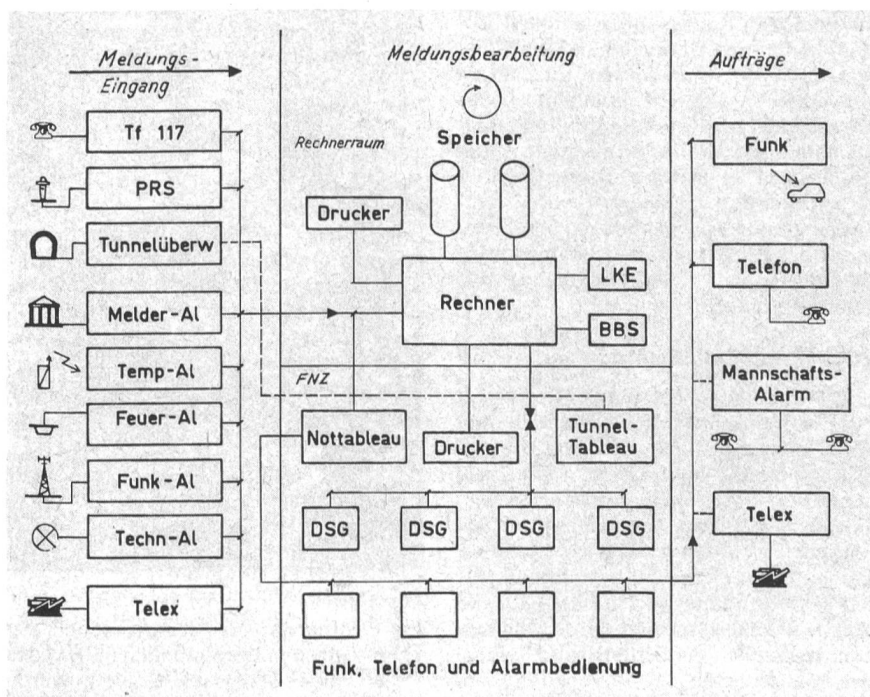 Meldungs-
Eingang
Tf 117
PRS
Tunnelüberw
Melder-Al
Temp-Al
Feuer-Al
Funk-Al
Techn-Al
Telex
Meldungsbearbeitung
Rechnerraum
Speicher
Drucker
Rechner
LKE
BBS
FNZ
Nottableau
Drucker
Tunnel-
Tableau
DSG DSG DSG DSG
Funk, Telefon und Alarmbedienung
Aufträge
Funk
Telefon
Mannschafts-
Alarm
Telex